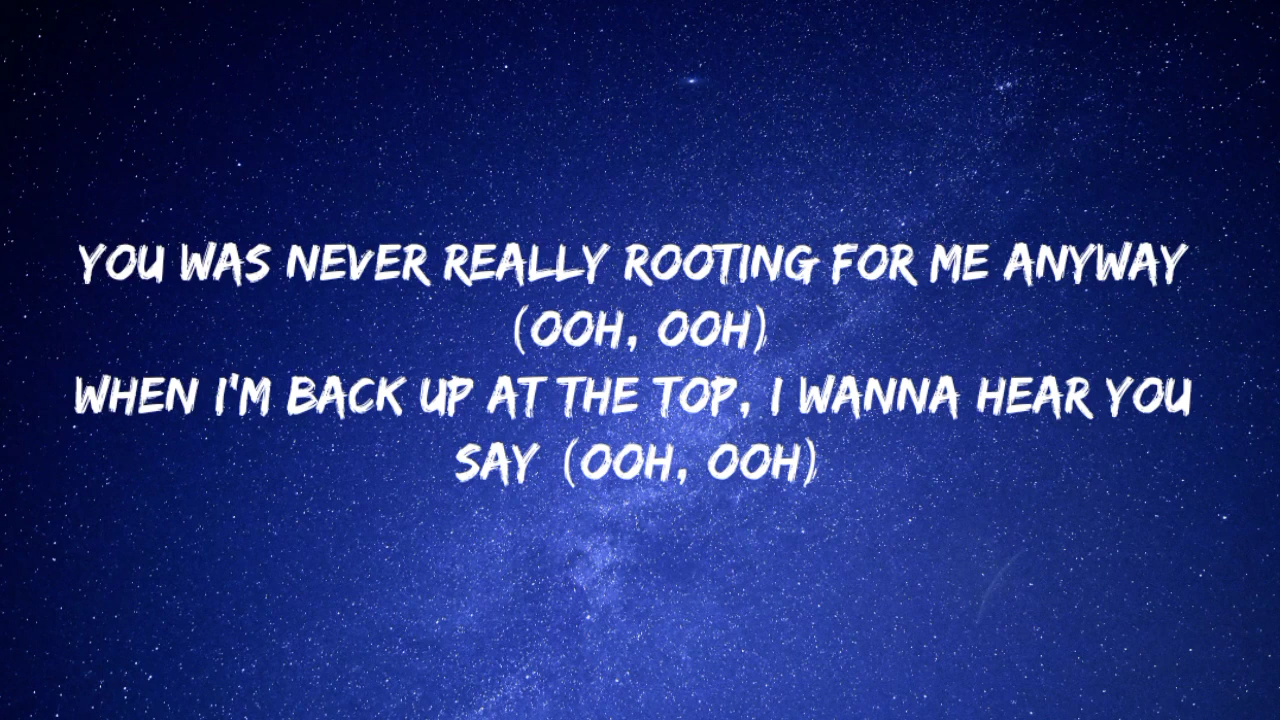 YOU WAS NEVER REALLY ROOTING FOR ME ANYWAY
(OOH, OOH)
WHEN I'M BACK UP AT THE TOP, I WANNA HEAR YOU
SAY (OOH, OOH)